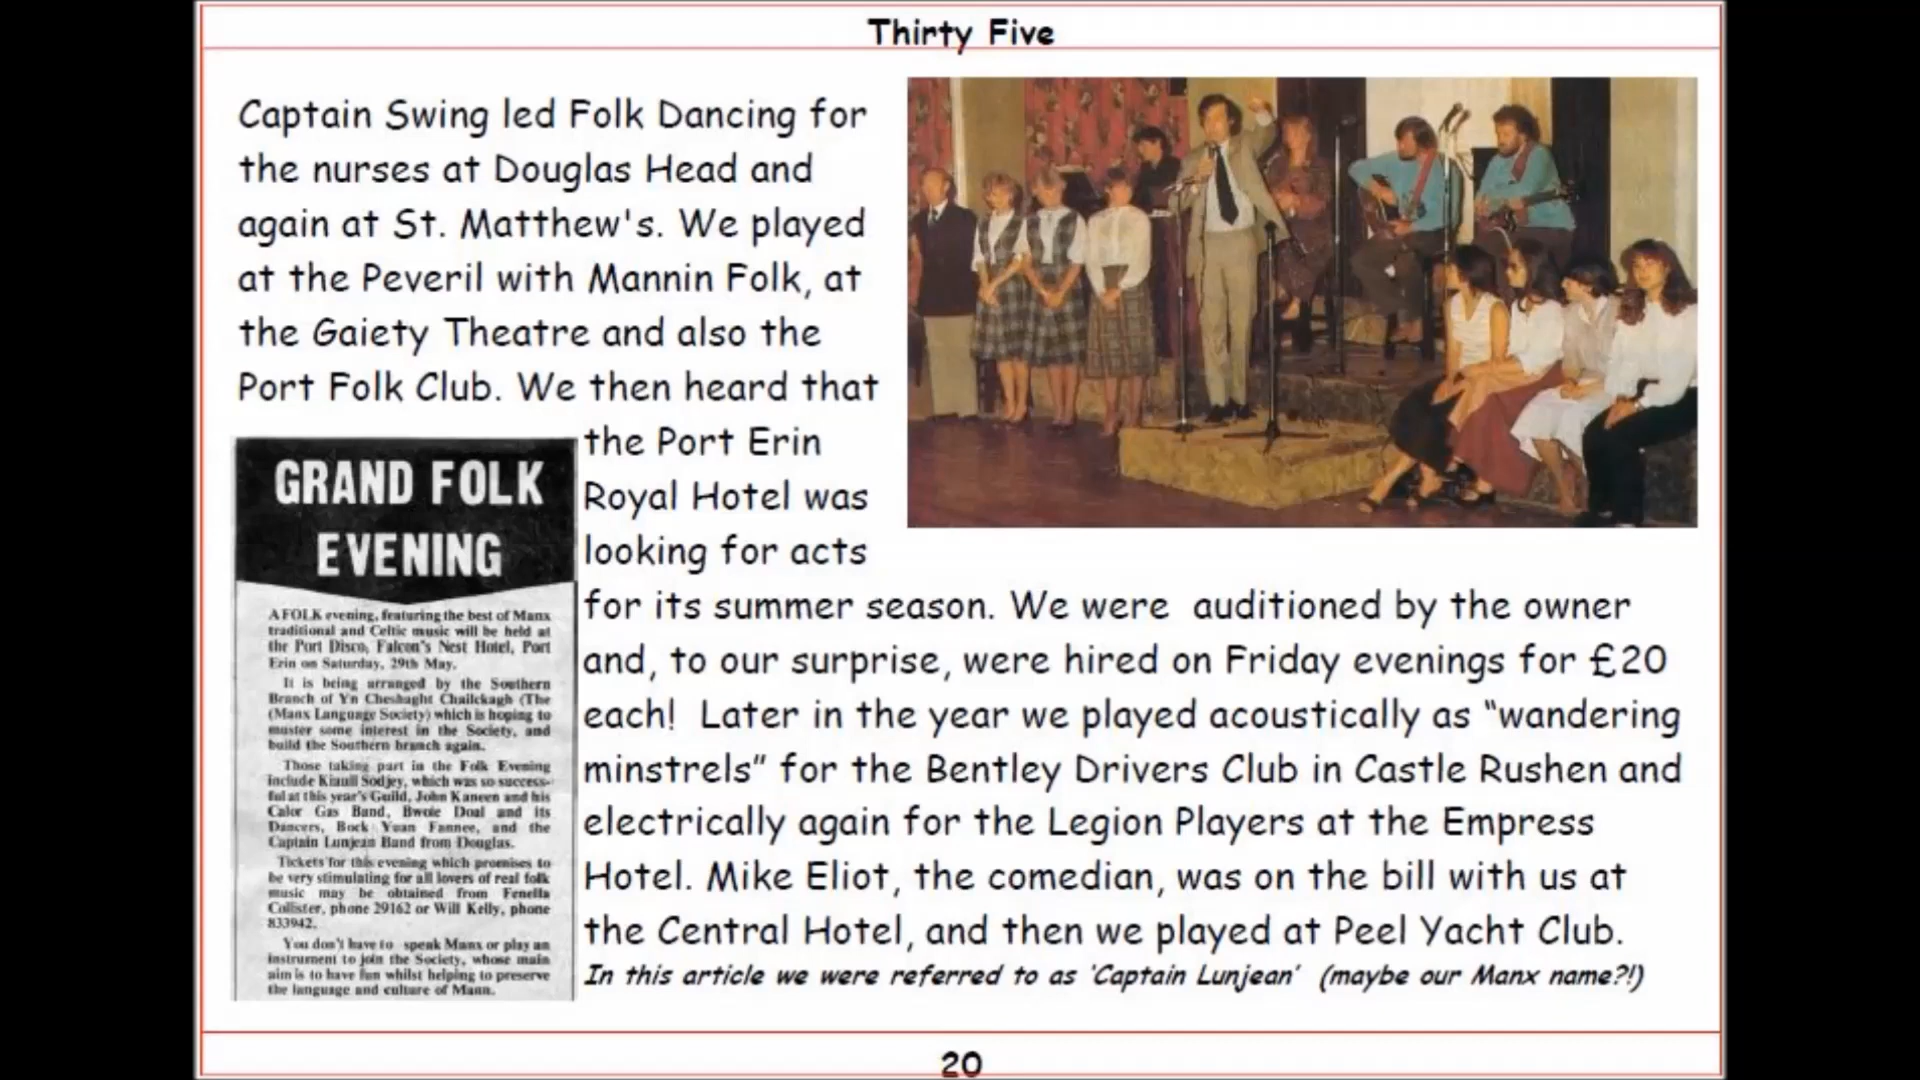 Thirty Five
Captain Swing led Folk Dancing for
the nurses at Douglas Head and
again at St. Matthew's. We played
at the Peveril with Mannin Folk, at
the Gaiety Theatre and also the
Port Folk Club. We then heard that
the Port Erin
Royal Hotel was
looking for acts
for its summer season. We were auditioned by the owner
and, to our surprise, were hired on Friday evenings for £20
each! Later in the year we played acoustically as “wandering
minstrels” for the Bentley Drivers Club in Castle Rushen and
electrically again for the Legion Players at the Empress
Hotel. Mike Eliot, the comedian, was on the bill with us at
the Central Hotel, and then we played at Peel Yacht Club.
In this article we were referred to as ‘Captain Lunjean’ (maybe our Manx name?!)
GRAND FOLK
EVENING
A FOLK evening, featuring the best of Manx
traditional and Celtic music will be held at
the Port Disco, Falcon's Nest Hotel, Port
Erin on Saturday, 29th May.
It is being arranged by the Southern
Branch of Yn Cheshaght Chailckagh (The
(Manx Language Society) which is hoping to
muster some interest in the Society, and
build the Southern branch again.
Those taking part in the Folk Evening
include Kiaull Sodjey, which was so success-
ful at this year's Guild, John Kaneen and his
Calor Gas Band, Bwoie Doal and its
Dancers, Bock Yuan Fannee, and the
Captain Lunjean Band from Douglas.
Tickets for this evening which promises to
be very stimulating for all lovers of real folk
music may be obtained from Fenella
Collister, phone 29162 or Will Kelly, phone
833942.
You don't have to speak Manx or play an
instrument to join the Society, whose main
aim is to have fun whilst helping to preserve
the language and culture of Mann.
20